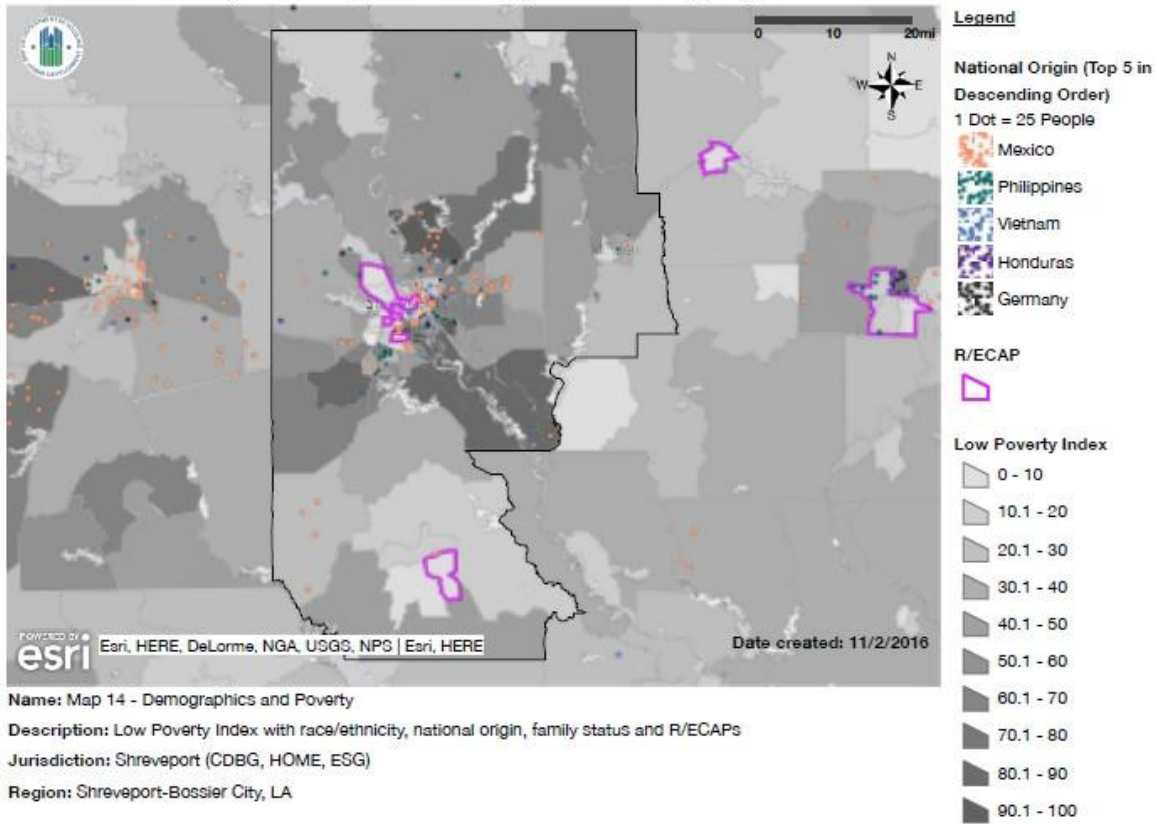 0 10 20mi
N
W E
S
Legend
National Origin (Top 5 in
Descending Order)
1 Dot = 25 People
Mexico
Philippines
Vietnam
Honduras
Germany
R/ECAP
Low Poverty Index
0 - 10
10.1 - 20
20.1 - 30
30.1 - 40
40.1 - 50
50.1 - 60
60.1 - 70
70.1 - 80
80.1 - 90
90.1 - 100
POWERED BY
esri
Esri, HERE, DeLorme, NGA, USGS, NPS | Esri, HERE
Date created: 11/2/2016
Name: Map 14 - Demographics and Poverty
Description: Low Poverty Index with race/ethnicity, national origin, family status and R/ECAPs
Jurisdiction: Shreveport (CDBG, HOME, ESG)
Region: Shreveport-Bossier City, LA